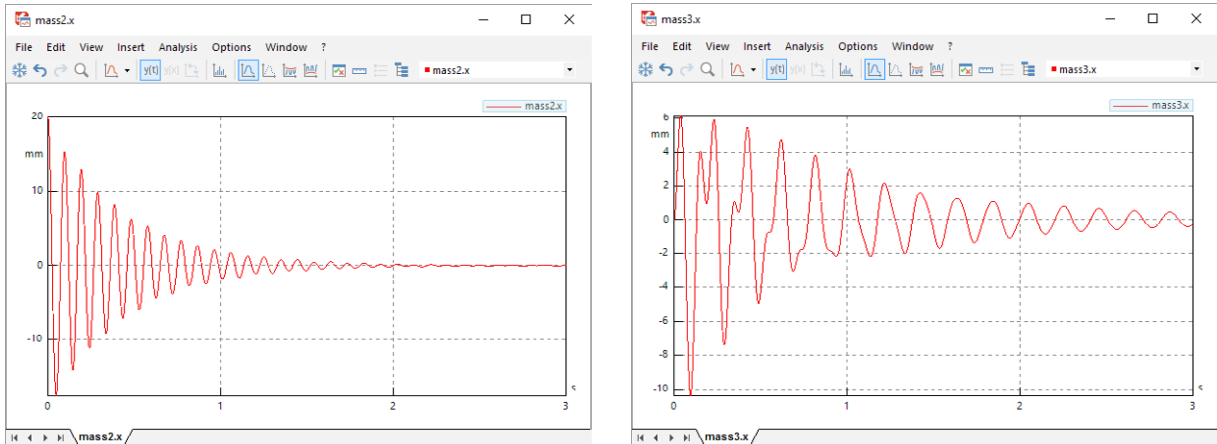 mass2.x
File Edit View Insert Analysis Options Window ?
y(t) y(x) mass2.x
mass2.x
20
mm
10
0
-10
s
0 1 2 3
mass2.x
mass3.x
File Edit View Insert Analysis Options Window ?
y(t) y(x) mass3.x
mass3.x
6
mm
4
2
0
-2
-4
-6
-8
-10
s
0 1 2 3
mass3.x